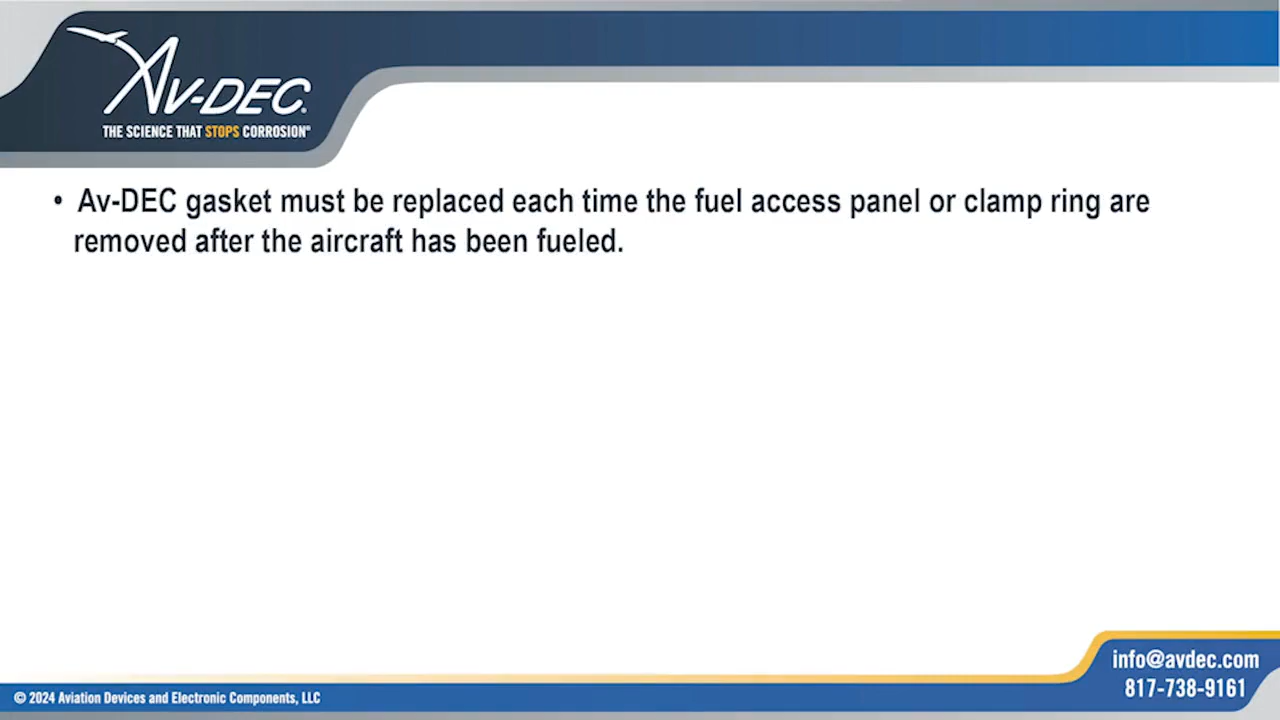 Av-DEC®
THE SCIENCE THAT STOPS CORROSION™
• Av-DEC gasket must be replaced each time the fuel access panel or clamp ring are
removed after the aircraft has been fueled.
info@avdec.com
817-738-9161
© 2024 Aviation Devices and Electronic Components, LLC